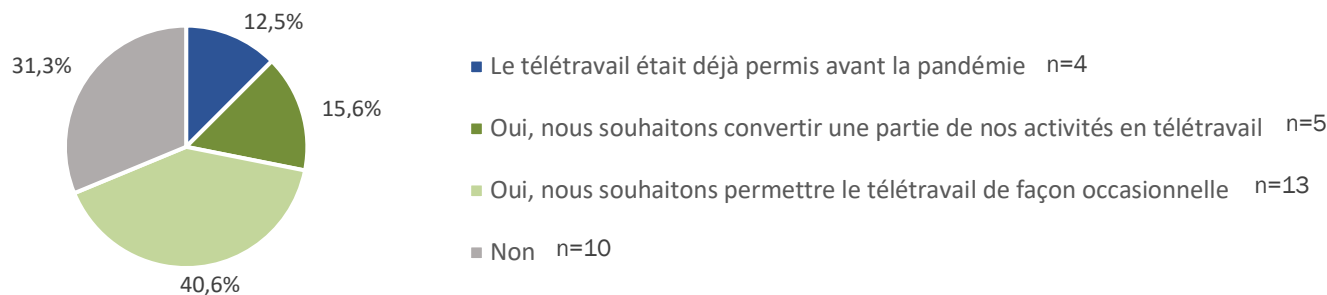 12,5%
31,3%
15,6%
40,6%
Le télétravail était déjà permis avant la pandémie n=4
Oui, nous souhaitons convertir une partie de nos activités en télétravail n=5
Oui, nous souhaitons permettre le télétravail de façon occasionnelle n=13
Non n=10